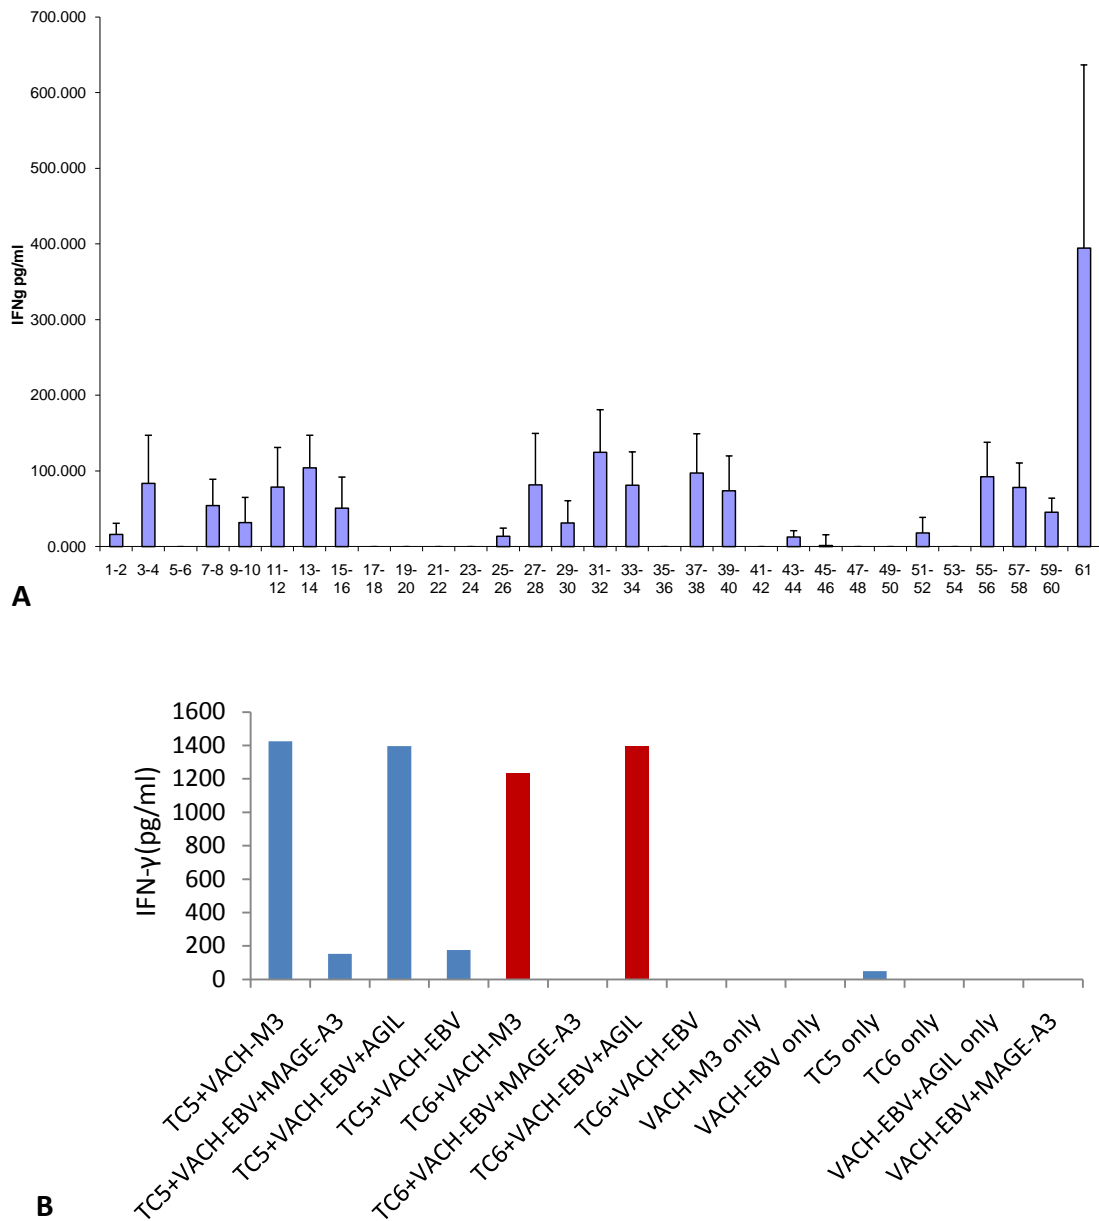 700.000
600.000
500.000
400.000
300.000
200.000
100.000
0.000
IFNg pg/ml
1-2 3-4 5-6 7-8 9-10 11- 13- 15- 17- 19- 21- 23- 25- 27- 29- 31- 33- 35- 37- 39- 41- 43- 45- 47- 49- 51- 53- 55- 57- 59- 61
12 14 16 18 20 22 24 26 28 30 32 34 36 38 40 42 44 46 48 50 52 54 56 58 60
A
1600
1400
1200
1000
800
600
400
200
0
IFN-γ(pg/ml)
TC5+VACH-M3
TC5+VACH-EBV+MAGE-A3
TC5+VACH-EBV+AGIL
TC5+VACH-EBV
TC6+VACH-M3
TC6+VACH-EBV+MAGE-A3
TC6+VACH-EBV+AGIL
TC6+VACH-EBV
VACH-M3 only
VACH-EBV only
TC5 only
TC6 only
VACH-EBV+AGIL only
VACH-EBV+MAGE-A3
B